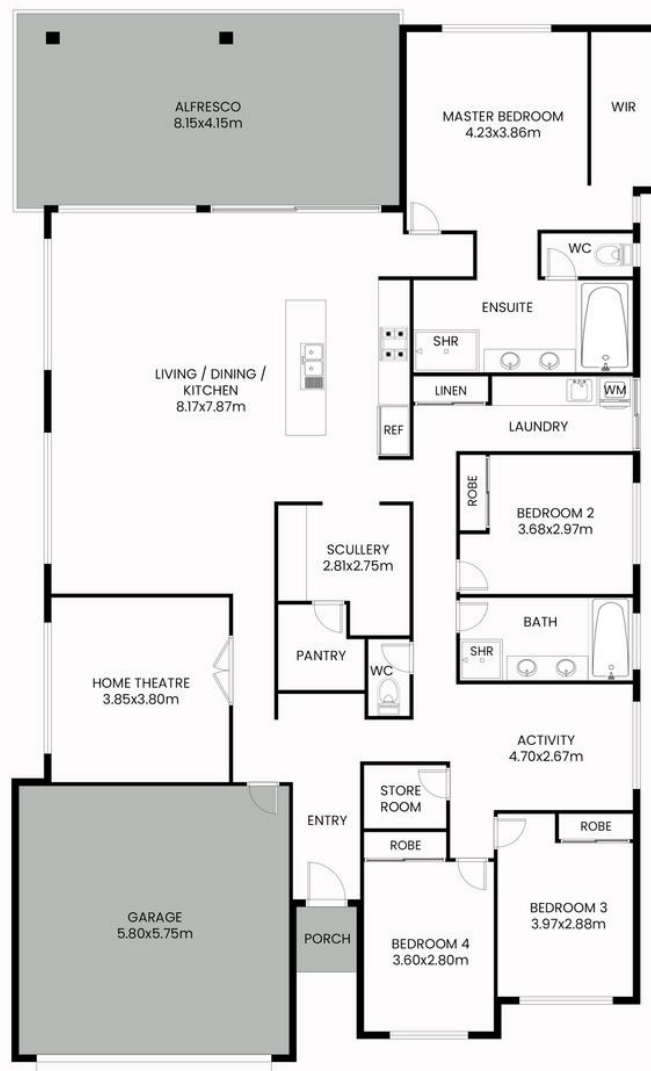 ALFRESCO
8.15x4.15m
MASTER BEDROOM
4.23x3.86m
WIR
WC
ENSUITE
SHR
LIVING / DINING /
KITCHEN
8.17x7.87m
REF
LINEN
WM
LAUNDRY
ROBE
BEDROOM 2
3.68x2.97m
SCULLERY
2.81x2.75m
BATH
SHR
PANTRY
WC
HOME THEATRE
3.85x3.80m
ACTIVITY
4.70x2.67m
STORE
ROOM
ENTRY
ROBE
ROBE
GARAGE
5.80x5.75m
PORCH
BEDROOM 4
3.60x2.80m
BEDROOM 3
3.97x2.88m